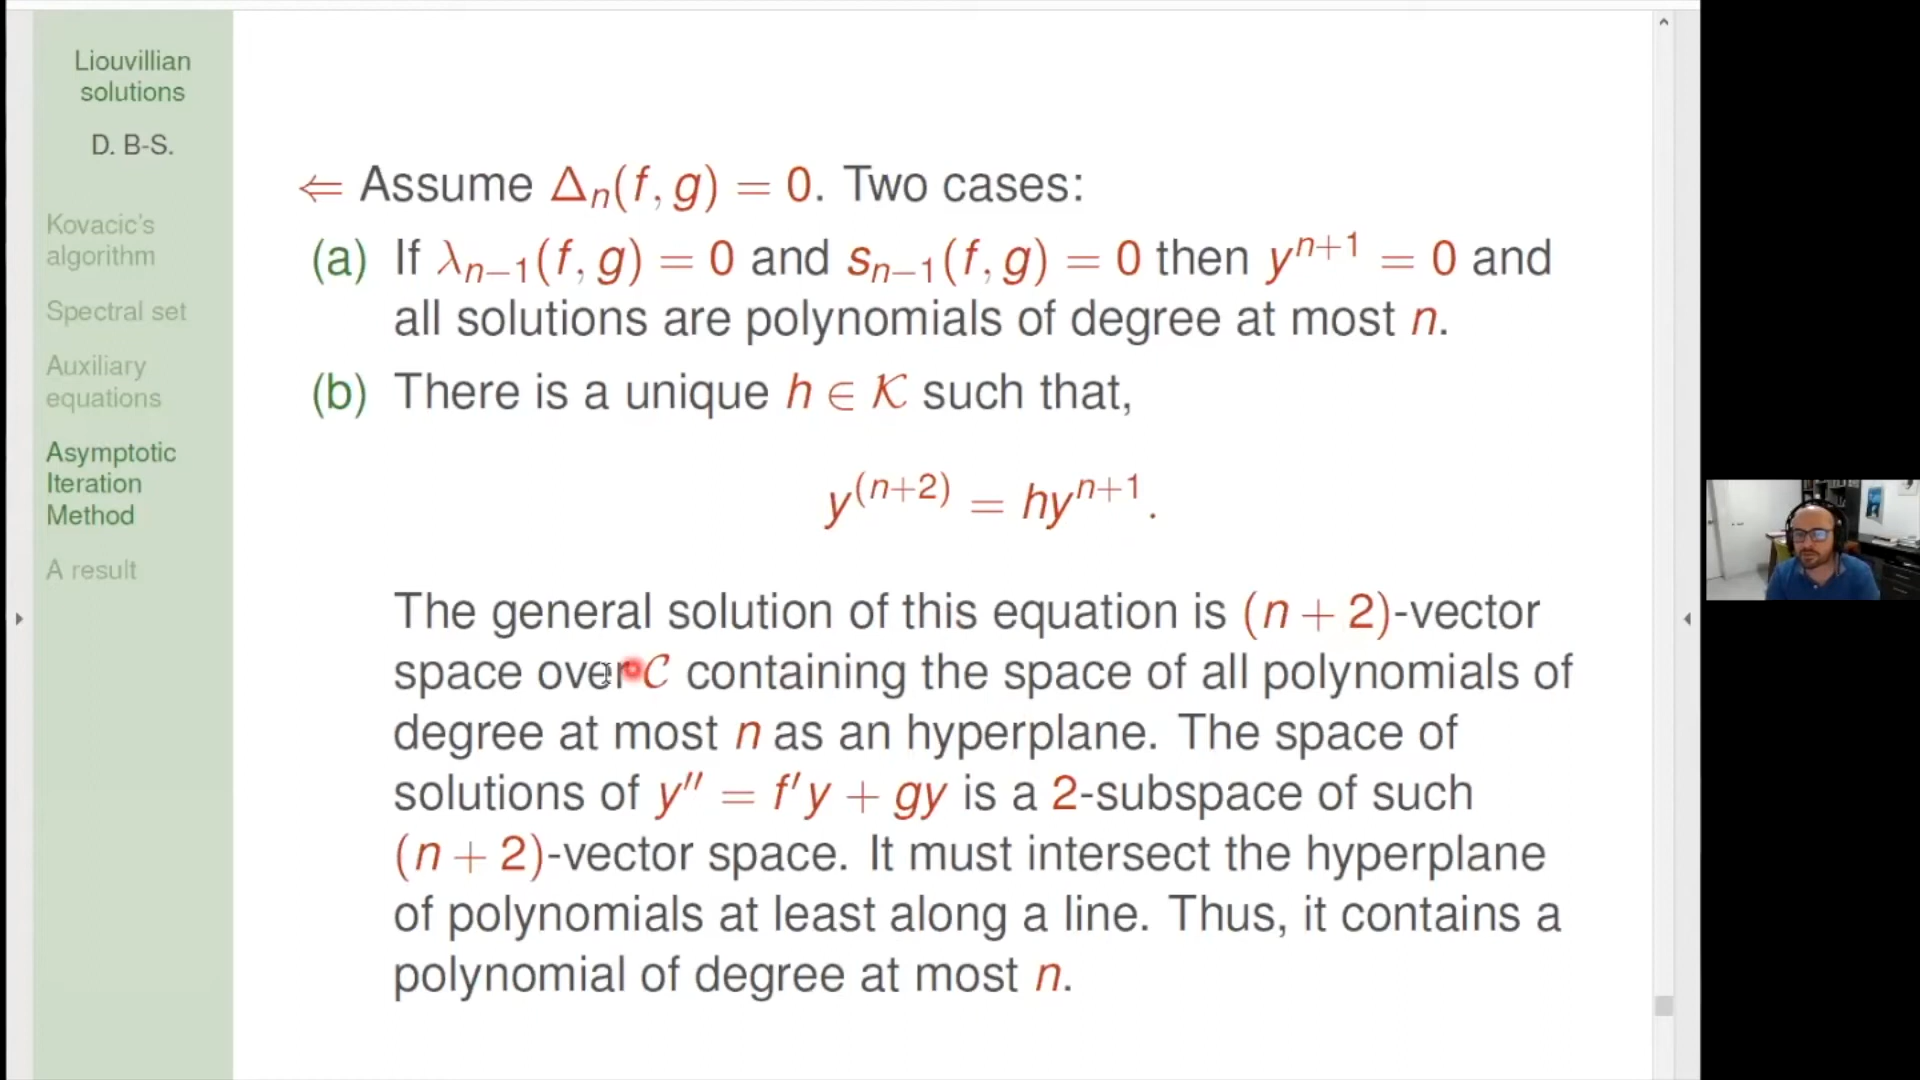 Liouvillian
solutions
D. B-S.
Kovacic's
algorithm
Spectral set
Auxiliary
equations
Asymptotic
Iteration
Method
A result
⇐ Assume Δₙ(f, g) = 0. Two cases:
(a) If λₙ₋₁(f, g) = 0 and sₙ₋₁(f, g) = 0 then yⁿ⁺¹ = 0 and
all solutions are polynomials of degree at most n.
(b) There is a unique h ∈ 𝒦 such that,
y⁽ⁿ⁺²⁾ = hyⁿ⁺¹.
The general solution of this equation is (n + 2)-vector
space over 𝒞 containing the space of all polynomials of
degree at most n as an hyperplane. The space of
solutions of y″ = f′y + gy is a 2-subspace of such
(n + 2)-vector space. It must intersect the hyperplane
of polynomials at least along a line. Thus, it contains a
polynomial of degree at most n.